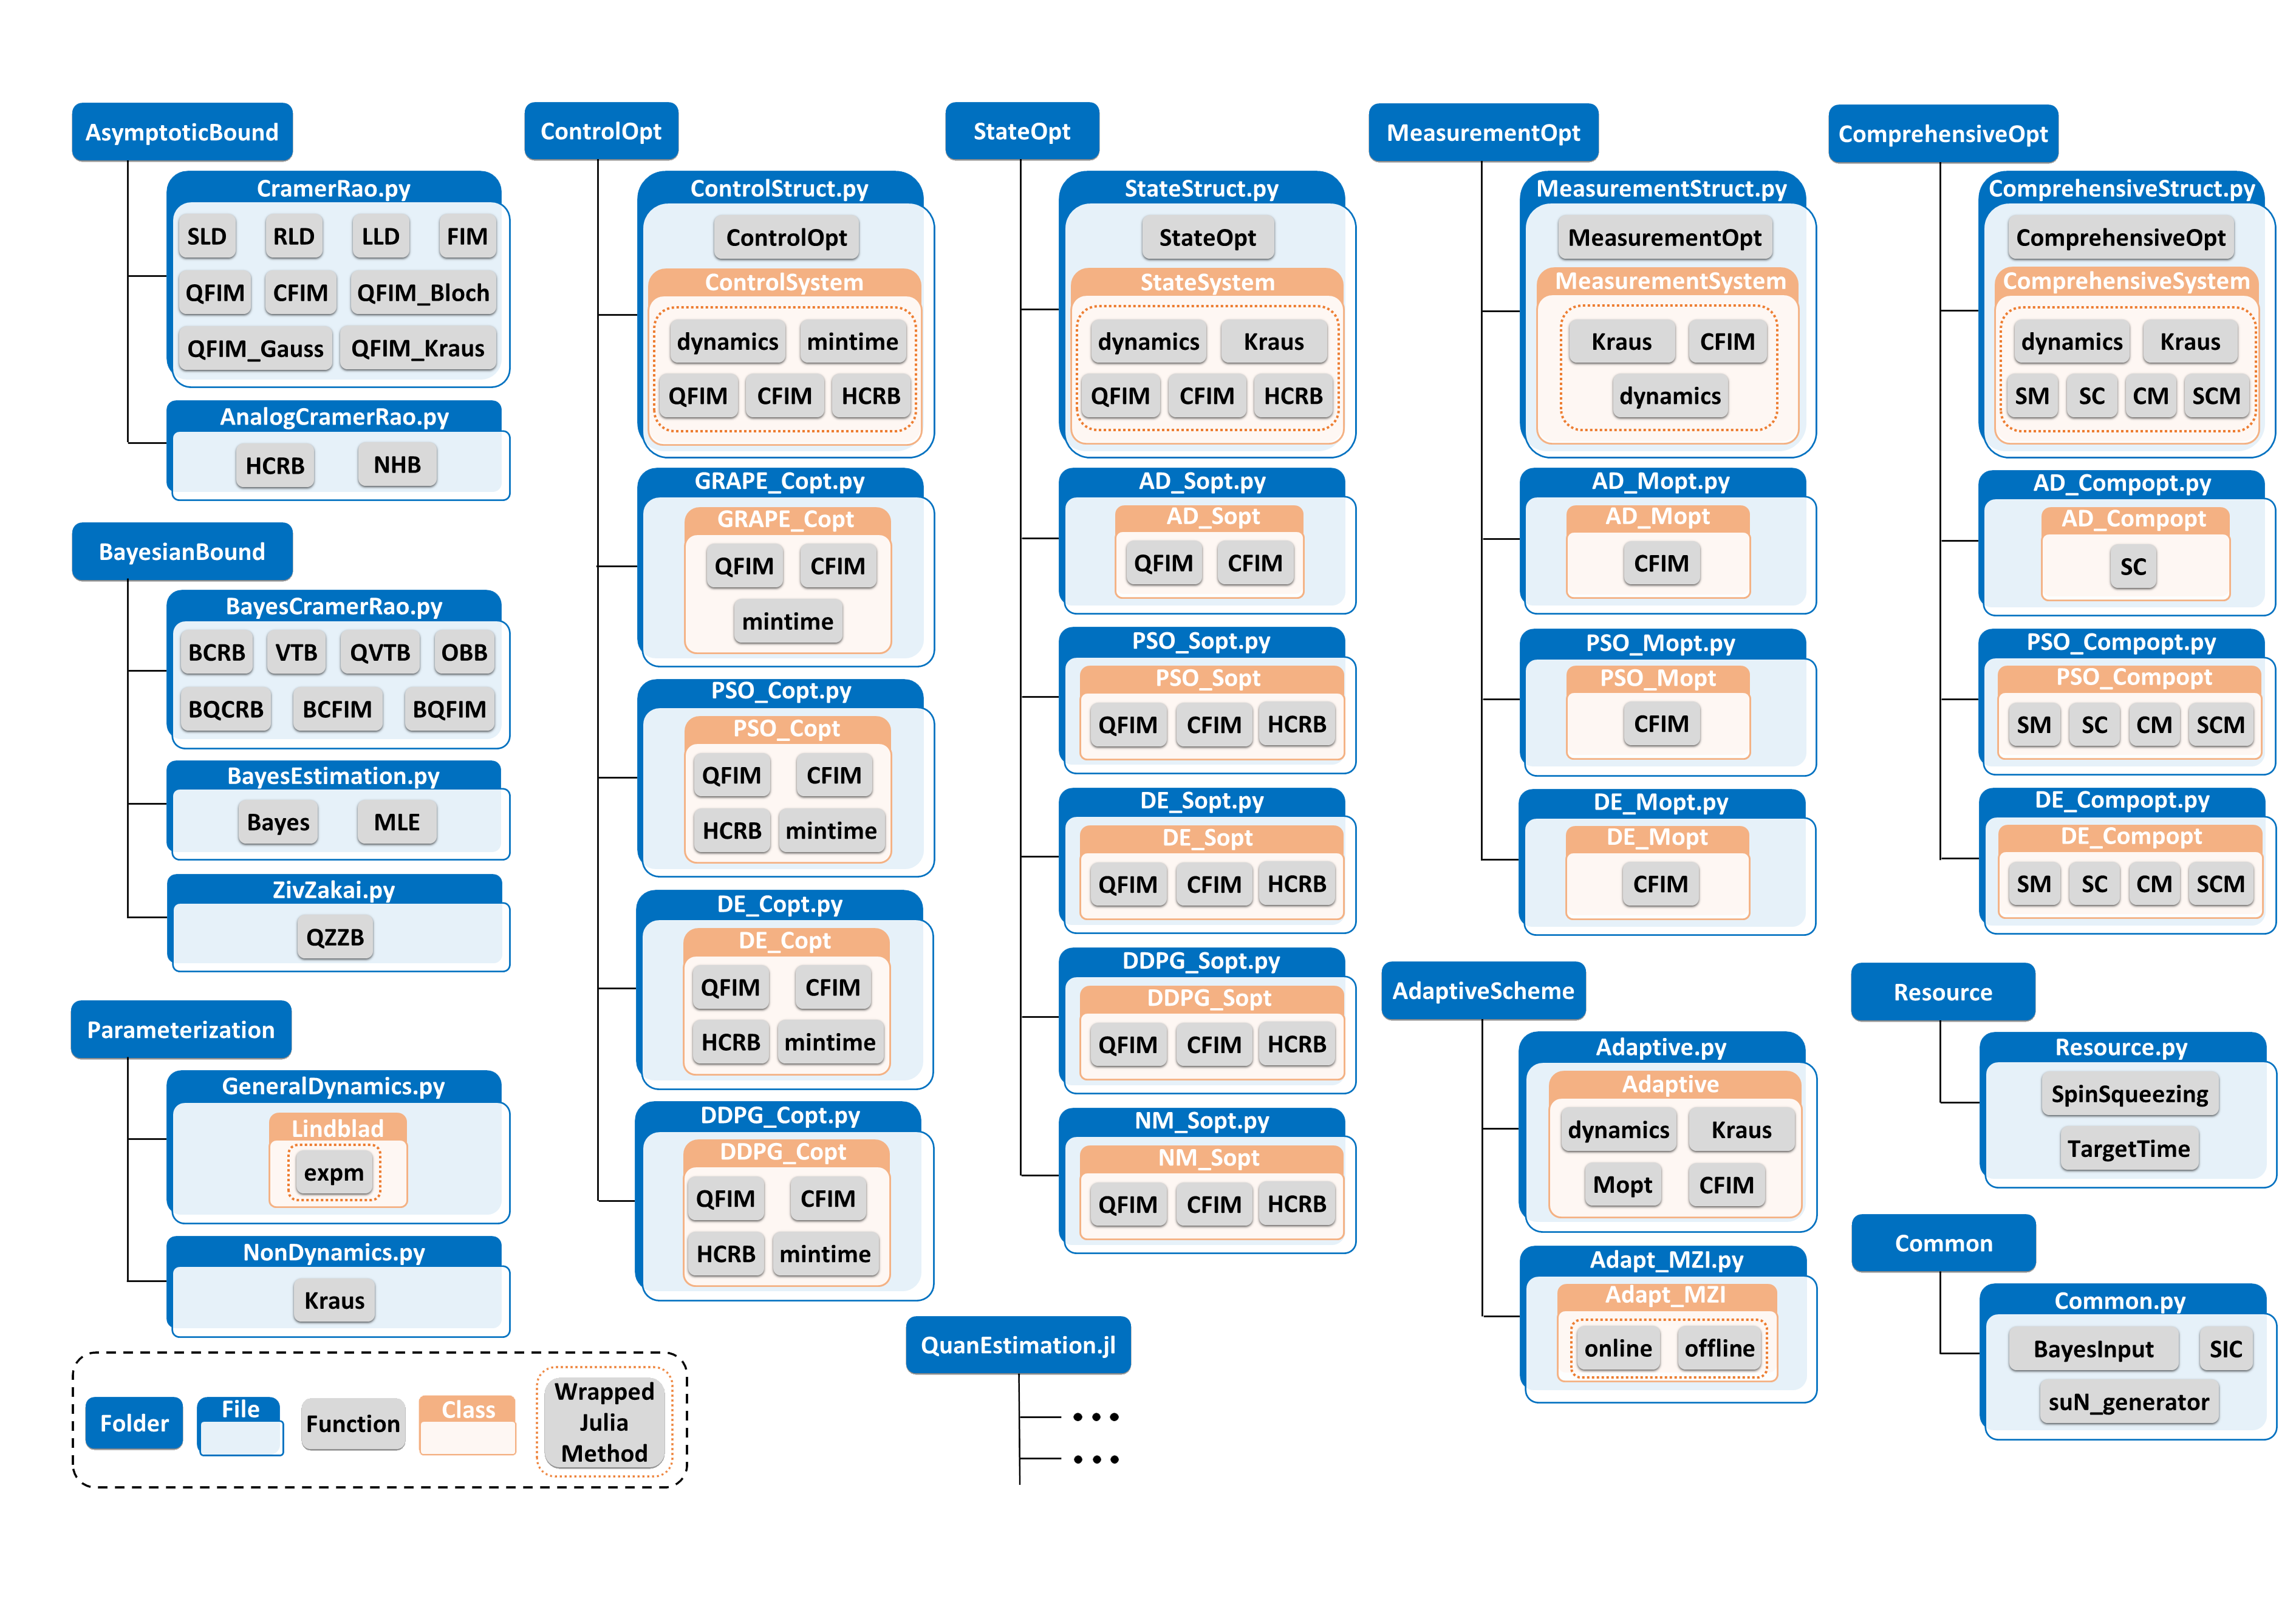 AsymptoticBound
CramerRao.py
SLD RLD LLD FIM
QFIM CFIM QFIM_Bloch
QFIM_Gauss QFIM_Kraus
AnalogCramerRao.py
HCRB NHB
BayesianBound
BayesCramerRao.py
BCRB VTB QVTB OBB
BQCRB BCFIM BQFIM
BayesEstimation.py
Bayes MLE
ZivZakai.py
QZZB
Parameterization
GeneralDynamics.py
Lindblad
expm
NonDynamics.py
Kraus
ControlOpt
ControlStruct.py
ControlOpt
ControlSystem
dynamics mintime
QFIM CFIM HCRB
GRAPE_Copt.py
GRAPE_Copt
QFIM CFIM
mintime
PSO_Copt.py
PSO_Copt
QFIM CFIM
HCRB mintime
DE_Copt.py
DE_Copt
QFIM CFIM
HCRB mintime
DDPG_Copt.py
DDPG_Copt
QFIM CFIM
HCRB mintime
StateOpt
StateStruct.py
StateOpt
StateSystem
dynamics Kraus
QFIM CFIM HCRB
AD_Sopt.py
AD_Sopt
QFIM CFIM
PSO_Sopt.py
PSO_Sopt
QFIM CFIM HCRB
DE_Sopt.py
DE_Sopt
QFIM CFIM HCRB
DDPG_Sopt.py
DDPG_Sopt
QFIM CFIM HCRB
NM_Sopt.py
NM_Sopt
QFIM CFIM HCRB
MeasurementOpt
MeasurementStruct.py
MeasurementOpt
MeasurementSystem
Kraus CFIM
dynamics
AD_Mopt.py
AD_Mopt
CFIM
PSO_Mopt.py
PSO_Mopt
CFIM
DE_Mopt.py
DE_Mopt
CFIM
AdaptiveScheme
Adaptive.py
Adaptive
dynamics Kraus
Mopt CFIM
Adapt_MZI.py
Adapt_MZI
online offline
ComprehensiveOpt
ComprehensiveStruct.py
ComprehensiveOpt
ComprehensiveSystem
dynamics Kraus
SM SC CM SCM
AD_Compopt.py
AD_Compopt
SC
PSO_Compopt.py
PSO_Compopt
SM SC CM SCM
DE_Compopt.py
DE_Compopt
SM SC CM SCM
Resource
Resource.py
SpinSqueezing
TargetTime
Common
Common.py
BayesInput SIC
suN_generator
QuanEstimation.jl
•••
•••
Folder File Function Class
Wrapped
Julia
Method